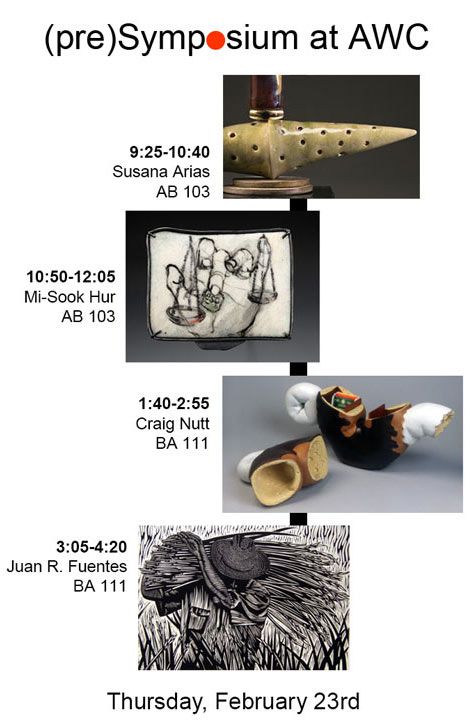 (pre)Symposium at AWC
9:25-10:40
Susana Arias
AB 103
10:50-12:05
Mi-Sook Hur
AB 103
1:40-2:55
Craig Nutt
BA 111
3:05-4:20
Juan R. Fuentes
BA 111
Thursday, February 23rd